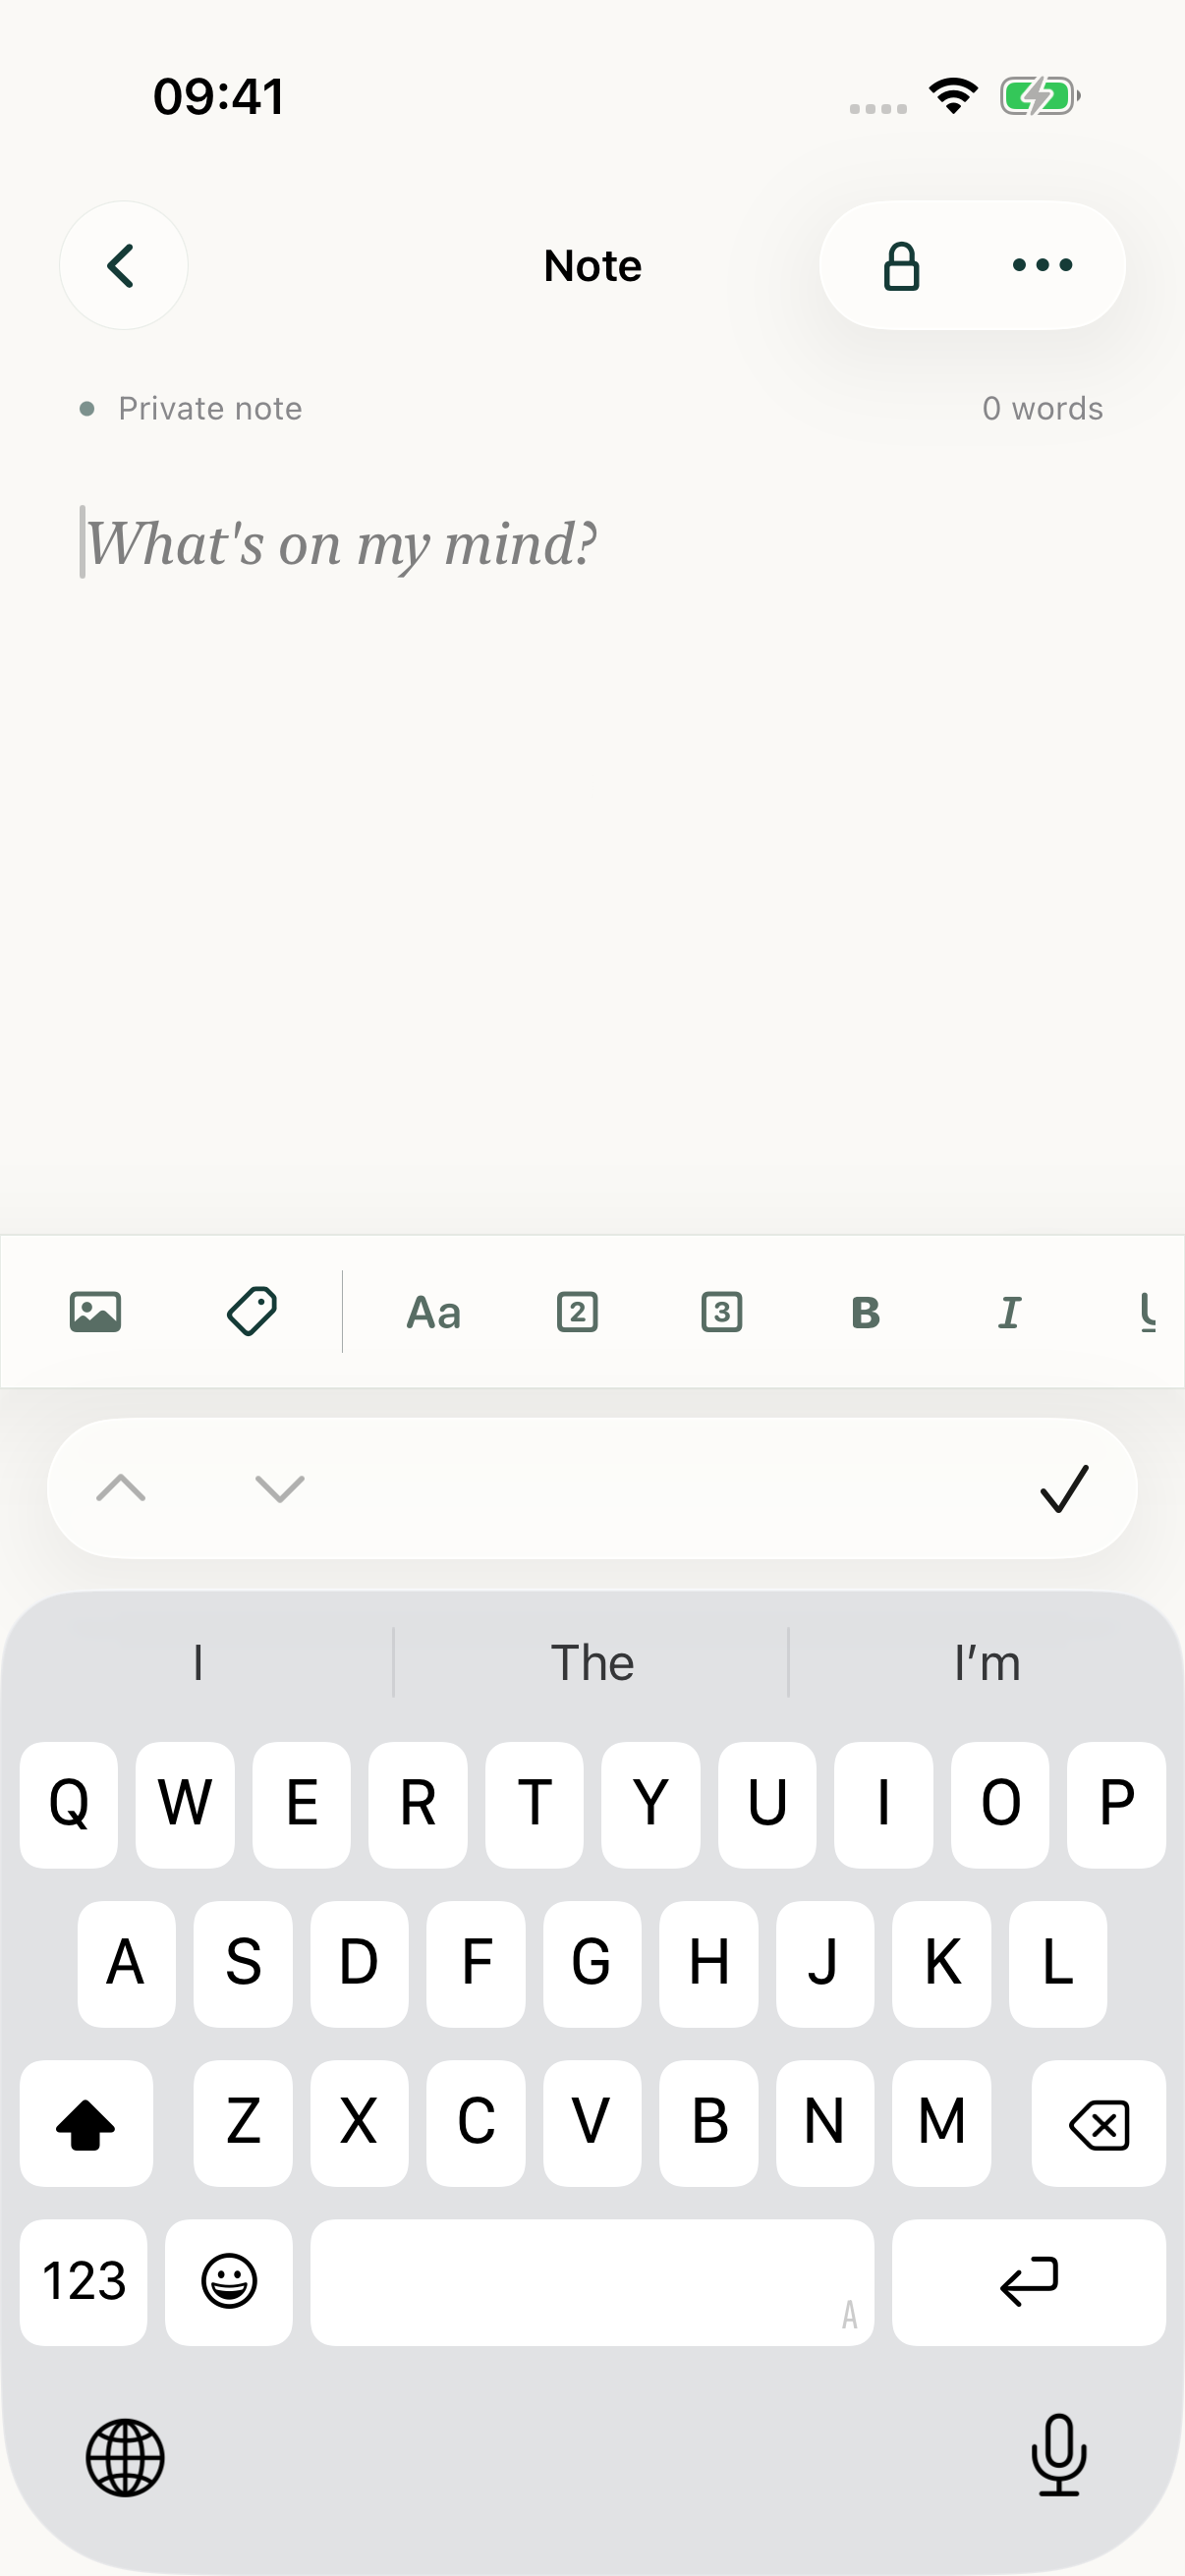 09:41
Note
Private note
0 words
What's on my mind?
Aa 2 3 B I
I The I’m
Q W E R T Y U I O P
A S D F G H J K L
Z X C V B N M
123
A